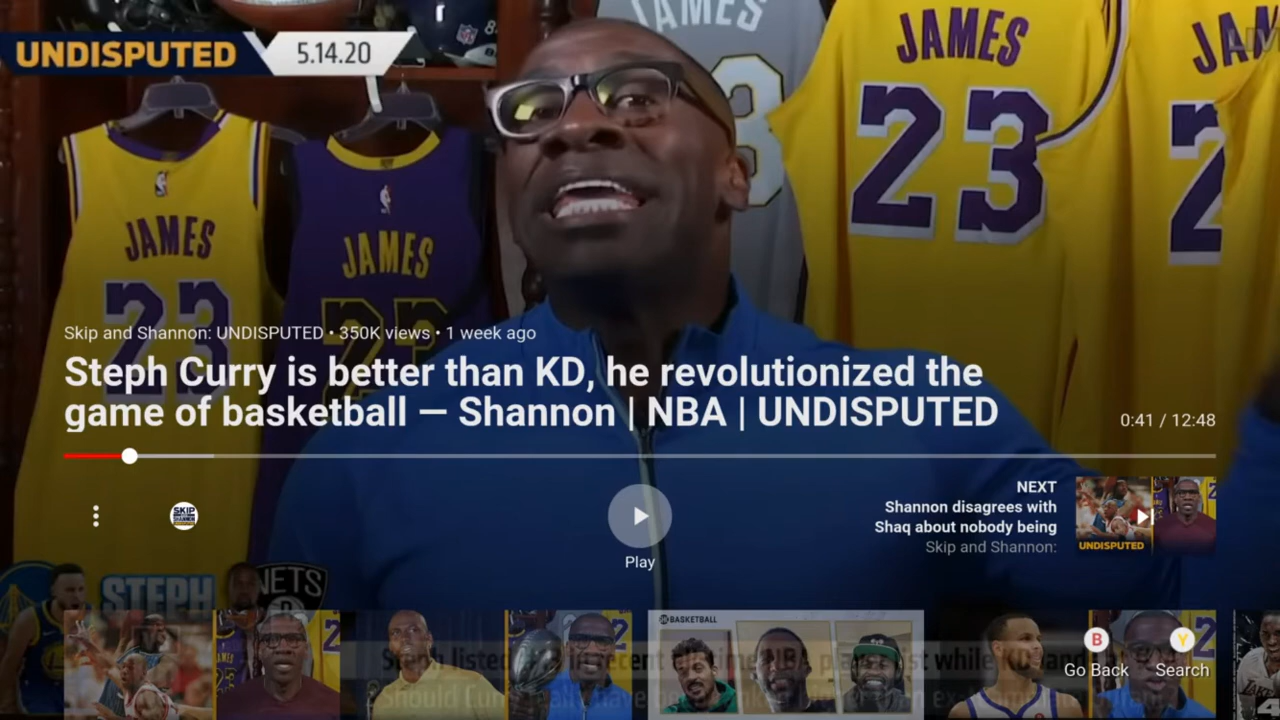 JAMES
UNDISPUTED
5.14.20
JAMES
23
JAMES
23
JAMES
23
Skip and Shannon: UNDISPUTED • 350K views • 1 week ago
Steph Curry is better than KD, he revolutionized the
game of basketball — Shannon | NBA | UNDISPUTED
0:41 / 12:48
NEXT
Shannon disagrees with
Shaq about nobody being
Skip and Shannon:
UNDISPUTED
SKIP
SHANNON
Play
STEPH
NETS
BASKETBALL
B
Y
Go Back
Search